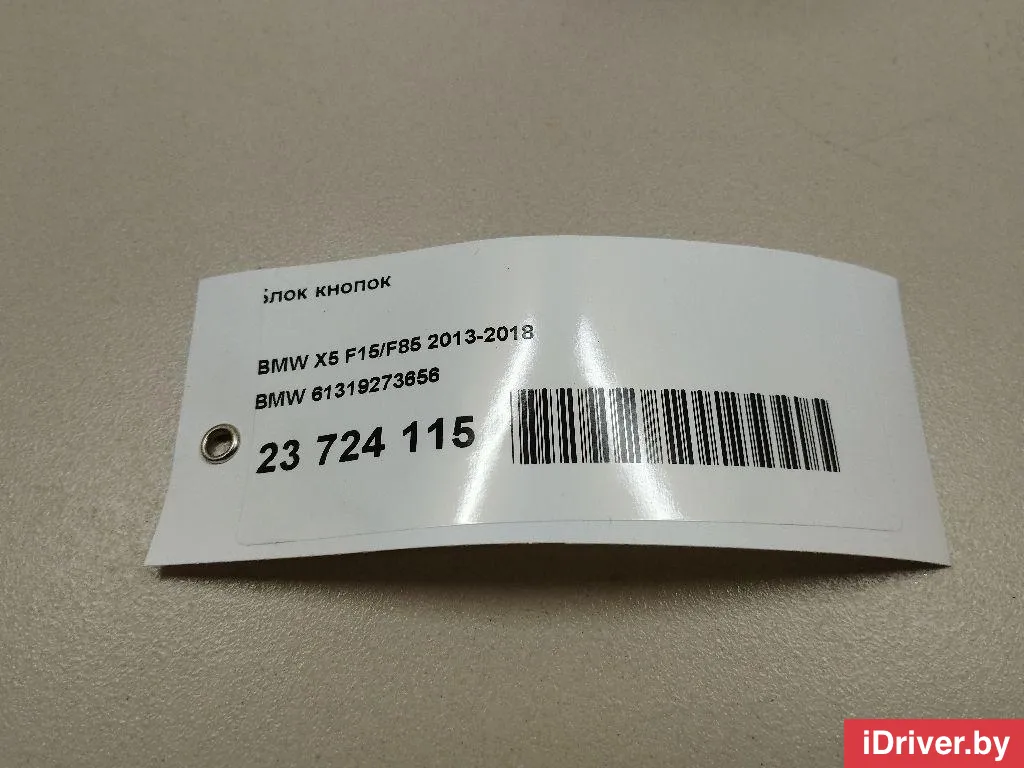 Блок кнопок
BMW X5 F15/F85 2013-2018
BMW 61319273656
23 724 115
iDriver.by